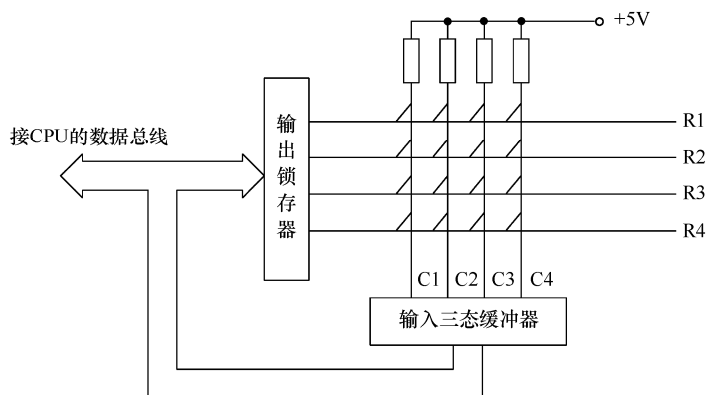 +5V
接CPU的数据总线
输出锁存器
R1
R2
R3
R4
C1 C2 C3 C4
输入三态缓冲器